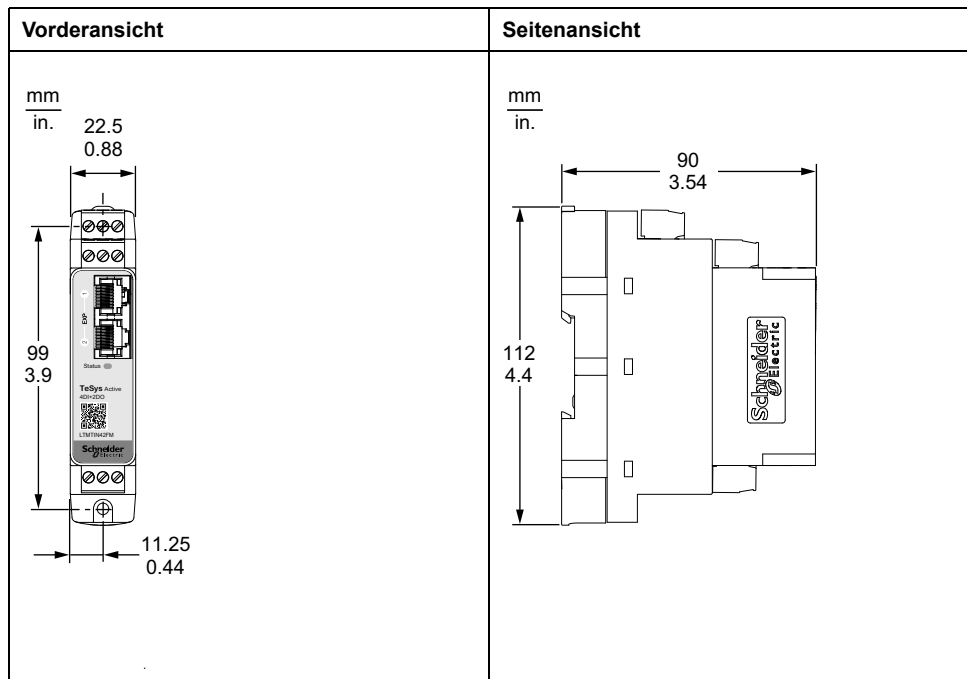 Vorderansicht
Seitenansicht
mm
in.
22.5
0.88
99
3.9
1
EXP
2
Status
TeSys Active
4DI+2DO
LTMTIN42FM
Schneider
Electric
11.25
0.44
mm
in.
90
3.54
112
4.4
Schneider
Electric